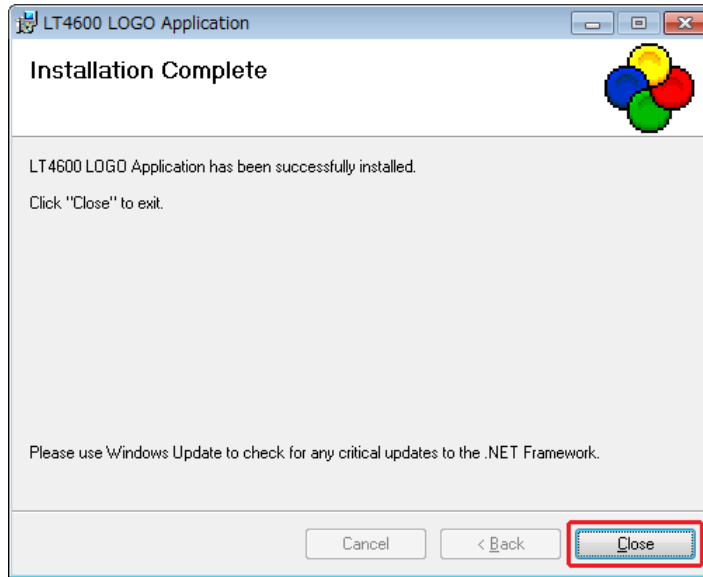 LT4600 LOGO Application
Installation Complete
LT4600 LOGO Application has been successfully installed.
Click "Close" to exit.
Please use Windows Update to check for any critical updates to the .NET Framework.
Cancel
< Back
Close